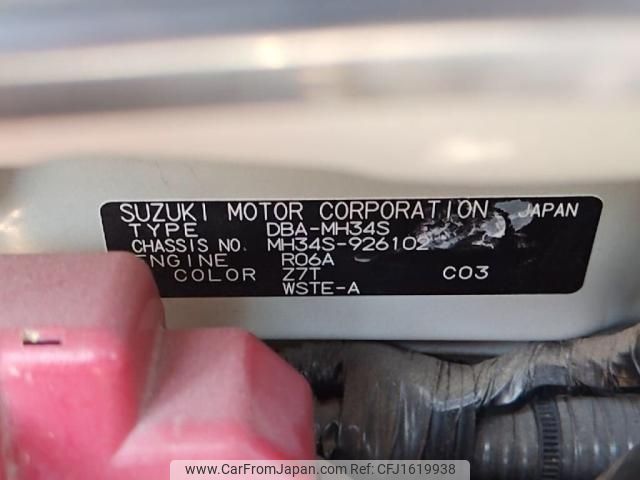 SUZUKI MOTOR CORPORATION JAPAN
TYPE DBA-MH34S
CHASSIS NO. MH34S-926102
ENGINE R06A
COLOR Z7T C03
WSTE-A
www.CarFromJapan.com / Ref No: CFJ1619938